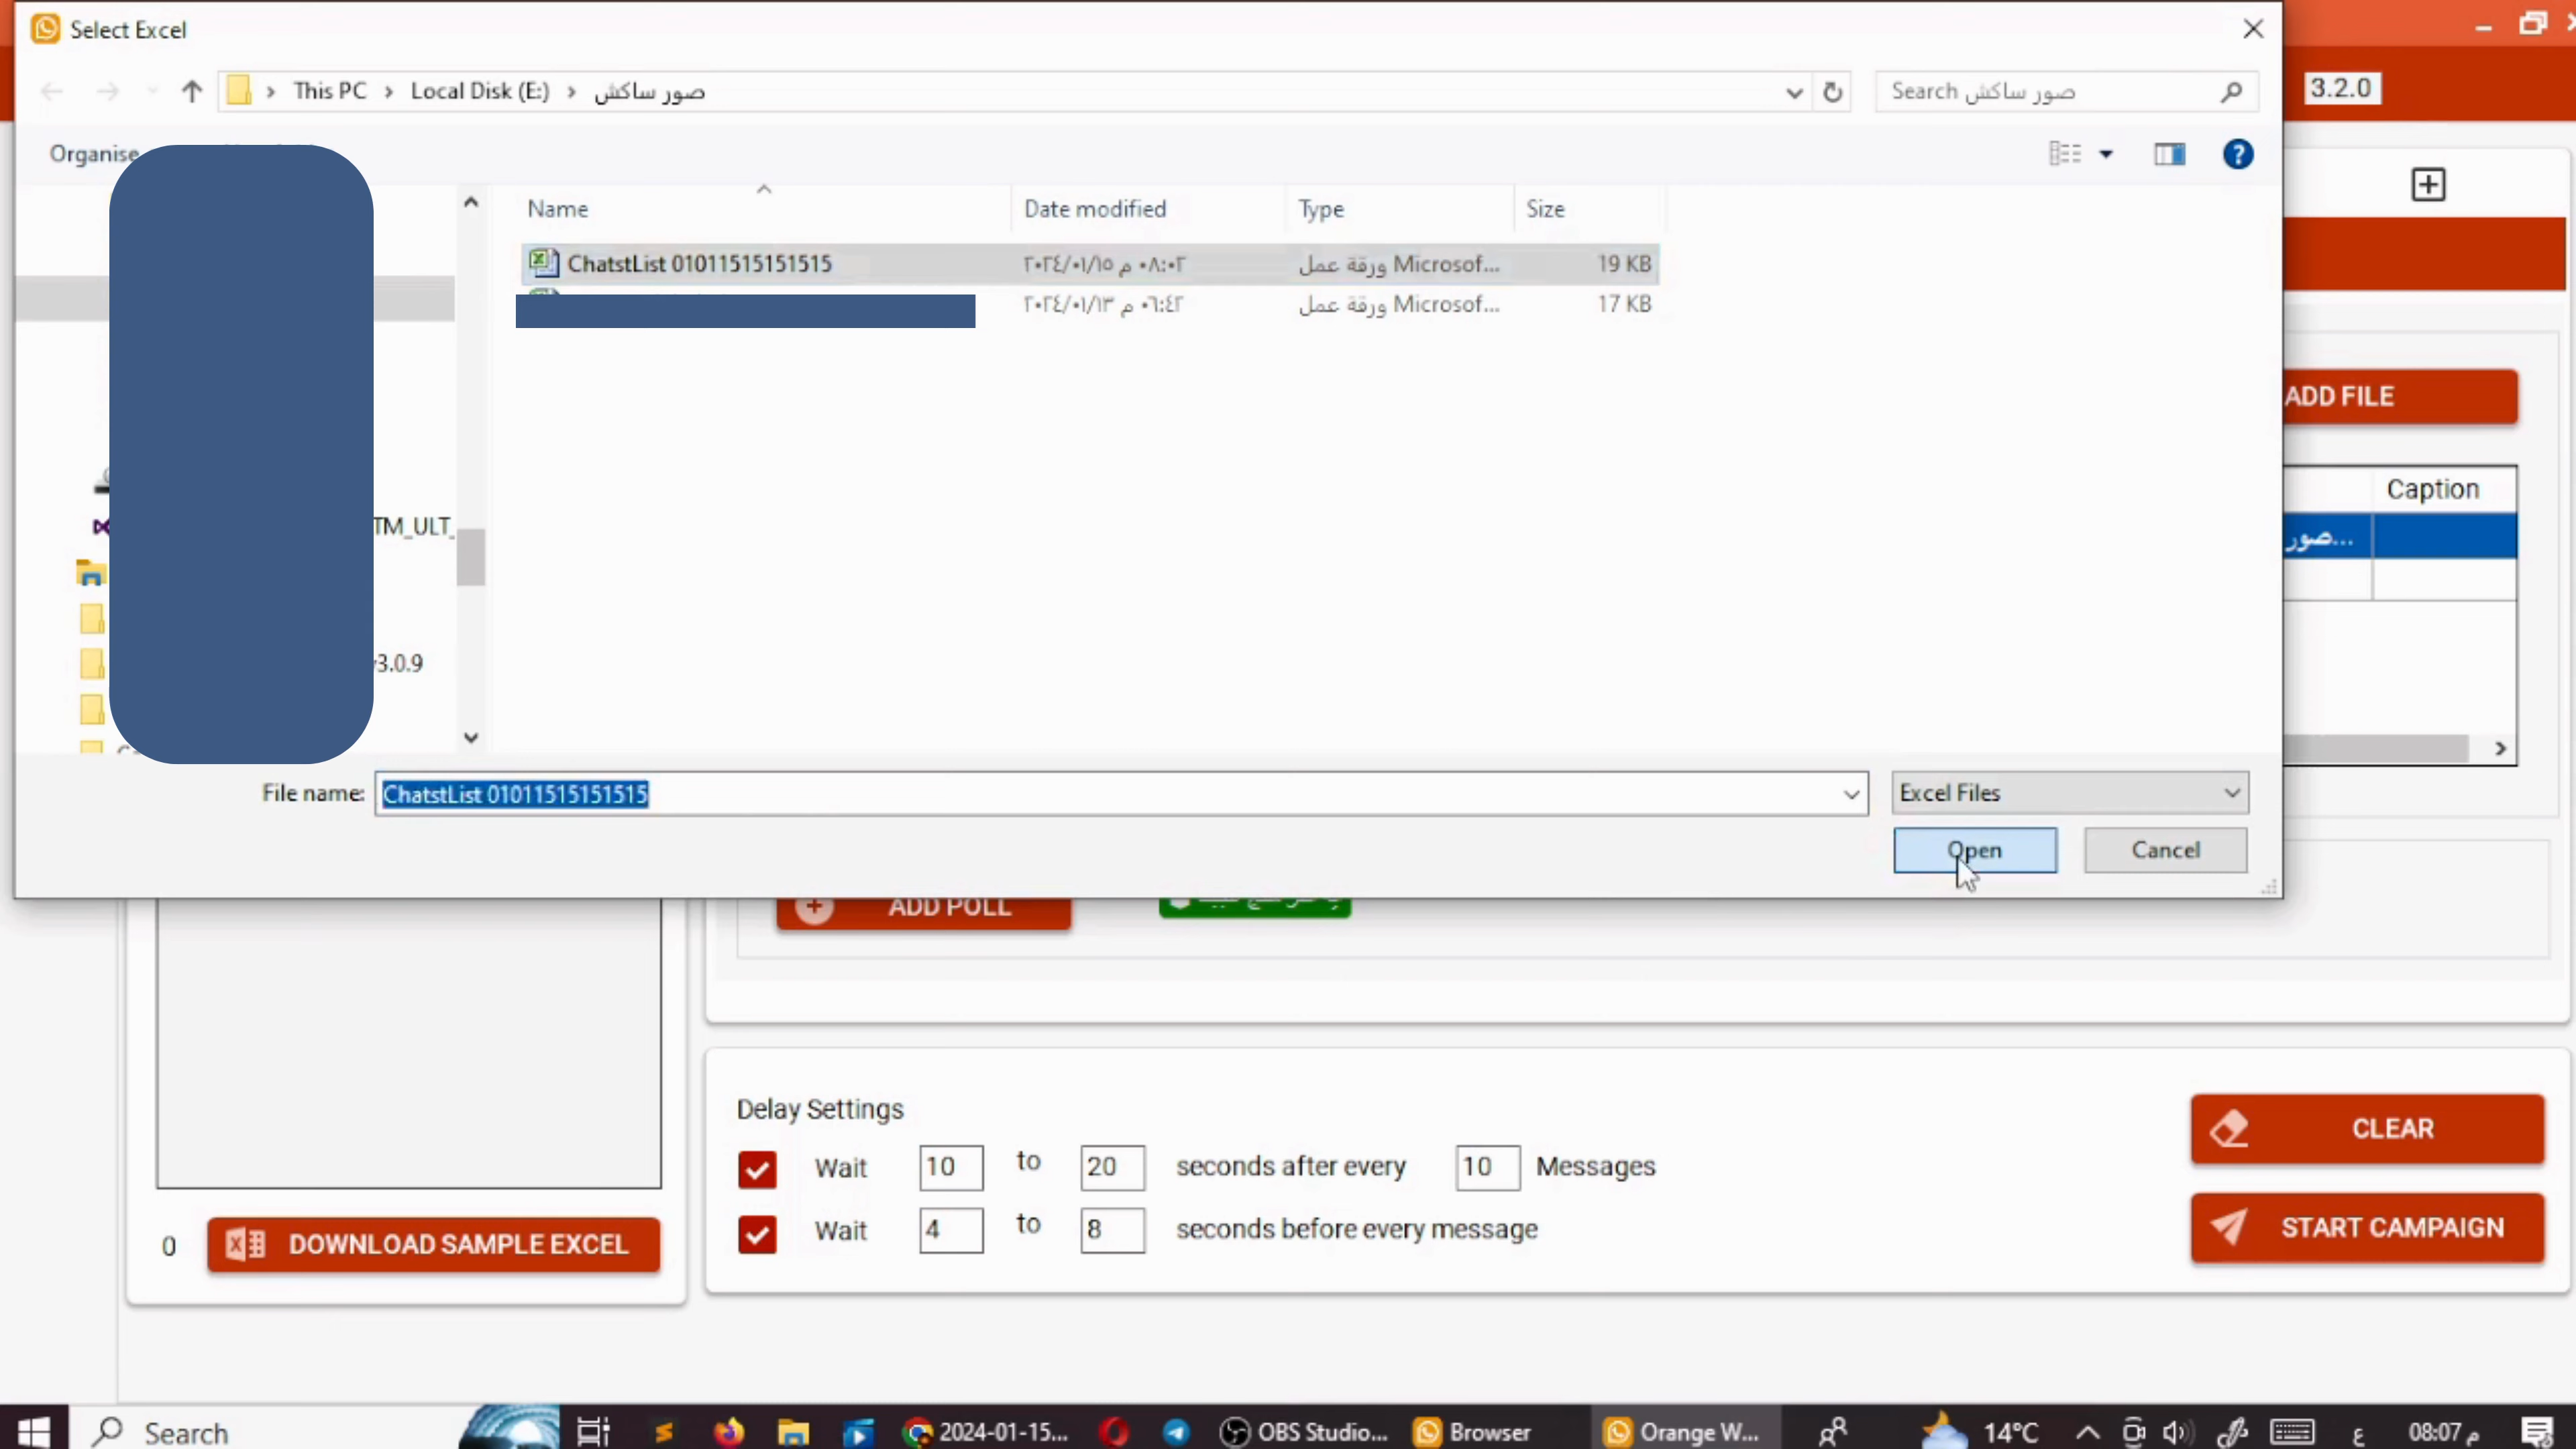 Select Excel
3.2.0
This PC > Local Disk (E:) > صور ساكش
Search صور ساكش
Organise
Name Date modified Type Size
ChatstList 01011515151515 ٢٠٢٤/٠١/١٥ م ٠٨:٠٢ ورقة عمل Microsof... 19 KB
٢٠٢٤/٠١/١٣ م ٠٦:٤٢ ورقة عمل Microsof... 17 KB
ADD FILE
Caption
TM_ULT_
صور...
3.0.9
File name: ChatstList 01011515151515 Excel Files
Open Cancel
ADD POLL
Delay Settings
Wait 10 to 20 seconds after every 10 Messages
Wait 4 to 8 seconds before every message
CLEAR
START CAMPAIGN
0 DOWNLOAD SAMPLE EXCEL
Search 2024-01-15... OBS Studio... Browser Orange W... 14°C ع 08:07 م